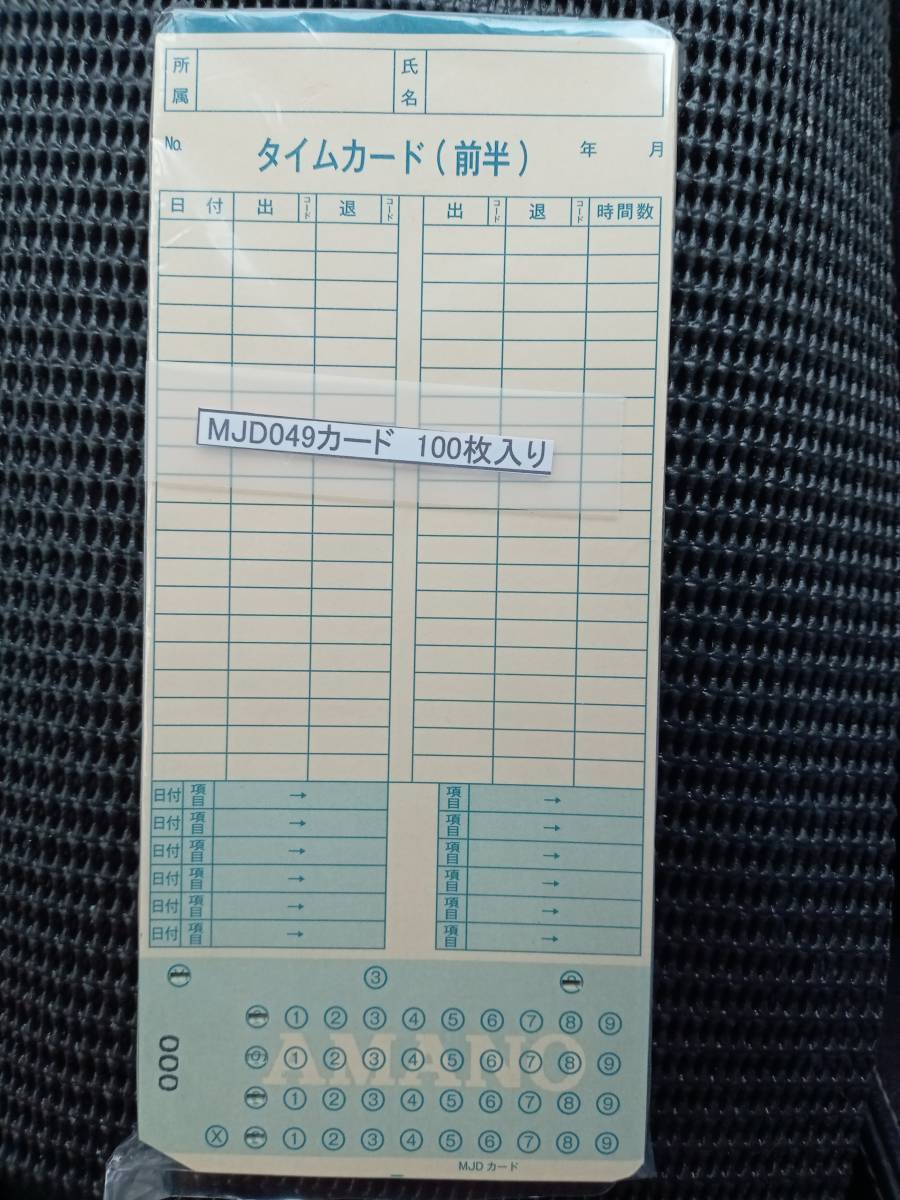 所属 氏名
No. タイムカード(前半) 年 月
日付 出 コード 退 コード 出 コード 退 コード 時間数
MJD049カード 100枚入り
日付 項目 → 項目 →
日付 項目 → 項目 →
日付 項目 → 項目 →
日付 項目 → 項目 →
日付 項目 → 項目 →
日付 項目 → 項目 →
③
① ② ③ ④ ⑤ ⑥ ⑦ ⑧ ⑨
AMANO
000
⓪ ① ② ③ ④ ⑤ ⑥ ⑦ ⑧ ⑨
① ② ③ ④ ⑤ ⑥ ⑦ ⑧ ⑨
Ⓧ ① ② ③ ④ ⑤ ⑥ ⑦ ⑧ ⑨
MJD カード